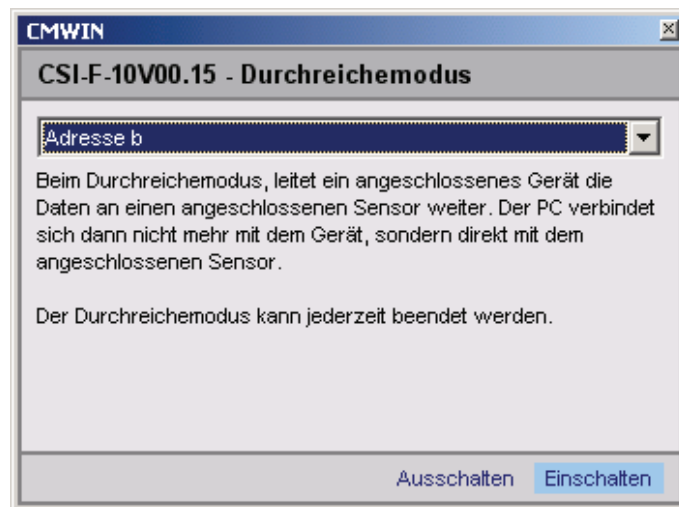 CMWIN
CSI-F-10V00.15 - Durchreichemodus
Adresse b
Beim Durchreichemodus, leitet ein angeschlossenes Gerät die
Daten an einen angeschlossenen Sensor weiter. Der PC verbindet
sich dann nicht mehr mit dem Gerät, sondern direkt mit dem
angeschlossenen Sensor.
Der Durchreichemodus kann jederzeit beendet werden.
Ausschalten Einschalten